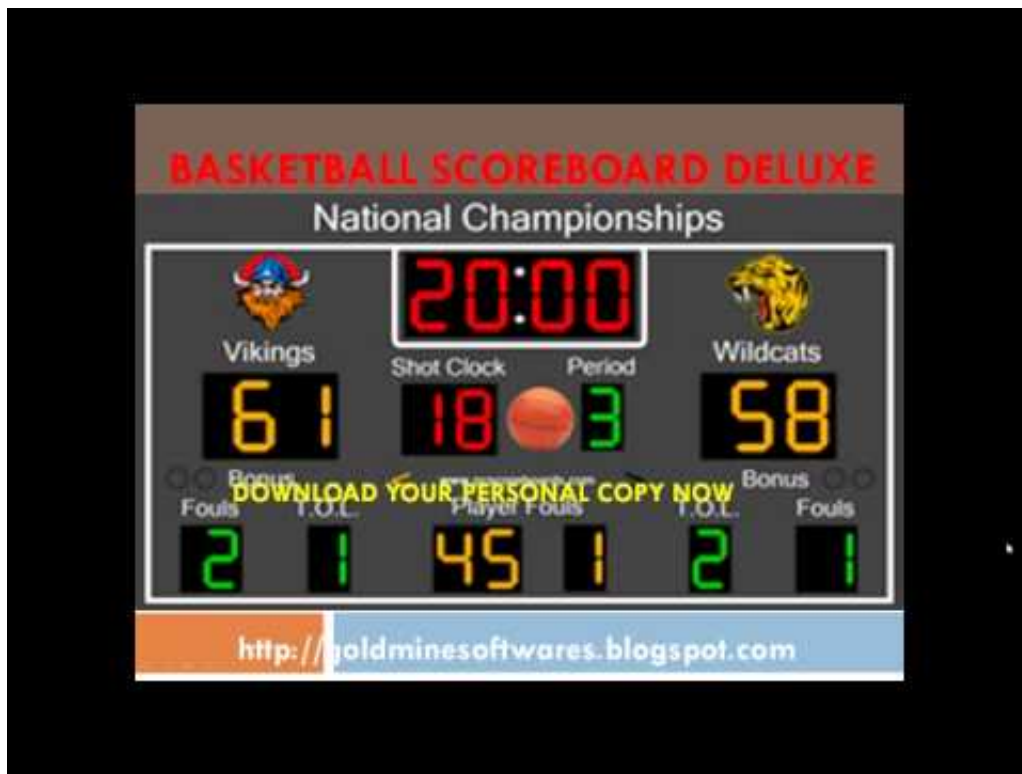 BASKETBALL SCOREBOARD DELUXE
National Championships
20:00
Vikings
Wildcats
Shot Clock
Period
61
18
3
58
Bonus
Bonus
DOWNLOAD YOUR PERSONAL COPY NOW
Fouls
T.O.L.
Player Fouls
T.O.L.
Fouls
2
1
45
1
2
1
http://goldminesoftwares.blogspot.com